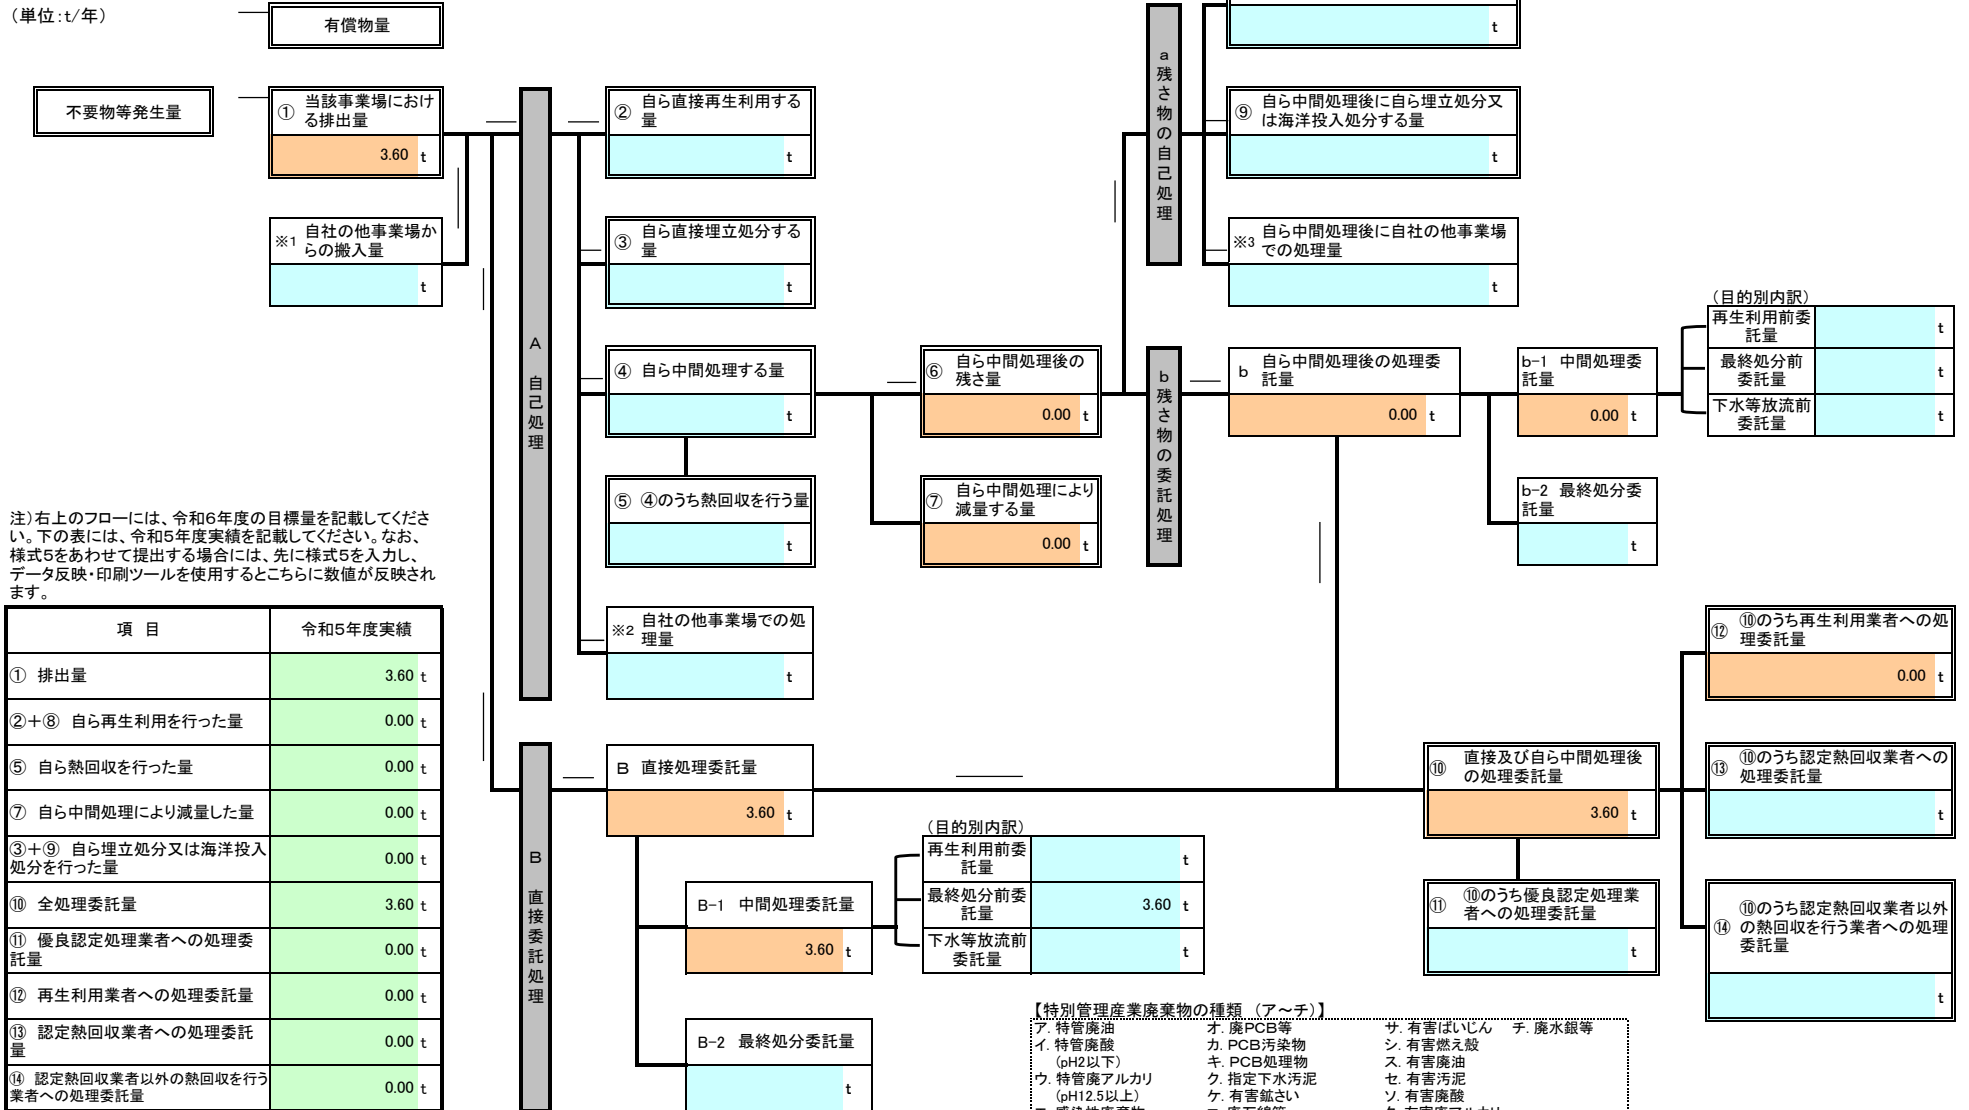 (単位:t/年)
有償物量
不要物等発生量
① 当該事業場におけ
る排出量
3.60 t
※1 自社の他事業場か
らの搬入量
t
A 自己処理
② 自ら直接再生利用する
量
t
③ 自ら直接埋立処分する
量
t
④ 自ら中間処理する量
t
⑤ ④のうち熱回収を行う量
t
※2 自社の他事業場での処
理量
t
⑥ 自ら中間処理後の
残さ量
0.00 t
⑦ 自ら中間処理により
減量する量
0.00 t
a残さ物の自己処理
t
⑨ 自ら中間処理後に自ら埋立処分又
は海洋投入処分する量
t
※3 自ら中間処理後に自社の他事業場
での処理量
t
b残さ物の委託処理
b 自ら中間処理後の処理委
託量
0.00 t
b-1 中間処理委
託量
0.00 t
(目的別内訳)
再生利用前委
託量
t
最終処分前
委託量
t
下水等放流前
委託量
t
b-2 最終処分委
託量
t
注)右上のフローには、令和6年度の目標量を記載してくださ
い。下の表には、令和5年度実績を記載してください。なお、
様式5をあわせて提出する場合には、先に様式5を入力し、
データ反映・印刷ツールを使用するとこちらに数値が反映され
ます。
項 目 令和5年度実績
① 排出量 3.60 t
②+⑧ 自ら再生利用を行った量 0.00 t
⑤ 自ら熱回収を行った量 0.00 t
⑦ 自ら中間処理により減量した量 0.00 t
③+⑨ 自ら埋立処分又は海洋投入
処分を行った量 0.00 t
⑩ 全処理委託量 3.60 t
⑪ 優良認定処理業者への処理委
託量 0.00 t
⑫ 再生利用業者への処理委託量 0.00 t
⑬ 認定熱回収業者への処理委託
量 0.00 t
⑭ 認定熱回収業者以外の熱回収を行う
業者への処理委託量 0.00 t
B 直接委託処理
B 直接処理委託量
3.60 t
B-1 中間処理委託量
3.60 t
(目的別内訳)
再生利用前委
託量
t
最終処分前委
託量
3.60 t
下水等放流前
委託量
t
B-2 最終処分委託量
t
⑩ 直接及び自ら中間処理後
の処理委託量
3.60 t
⑪ ⑩のうち優良認定処理業
者への処理委託量
t
⑫ ⑩のうち再生利用業者への処
理委託量
0.00 t
⑬ ⑩のうち認定熱回収業者への
処理委託量
t
⑭ ⑩のうち認定熱回収業者以外
の熱回収を行う業者への処理
委託量
t
【特別管理産業廃棄物の種類 (ア~チ)】
ア. 特管廃油 オ. 廃PCB等 サ. 有害ばいじん チ. 廃水銀等
イ. 特管廃酸 カ. PCB汚染物 シ. 有害燃え殻
(pH2以下) キ. PCB処理物 ス. 有害廃油
ウ. 特管廃アルカリ ク. 指定下水汚泥 セ. 有害汚泥
(pH12.5以上) ケ. 有害鉱さい ソ. 有害廃酸